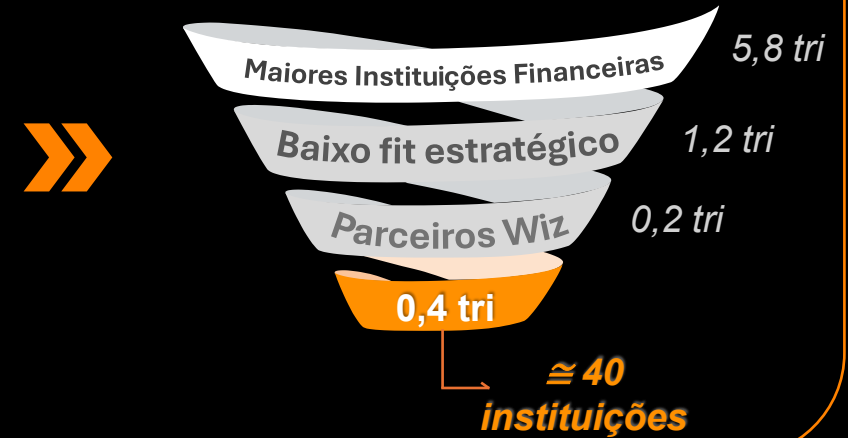 Maiores Instituições Financeiras
5,8 tri
Baixo fit estratégico
1,2 tri
Parceiros Wiz
0,2 tri
0,4 tri
≅ 40
instituições